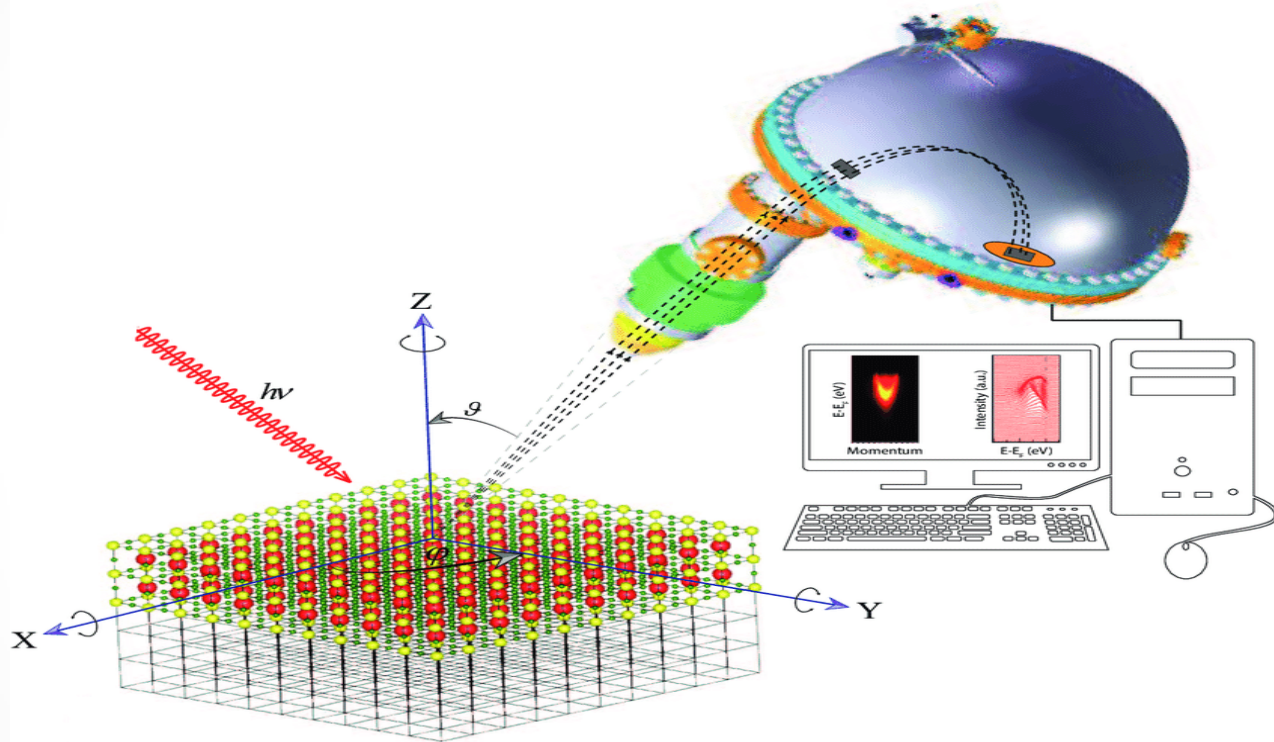 Z
hν
ϑ
φ
X
Y
E-E_F (eV)
Momentum
Intensity (a.u.)
E-E_F (eV)